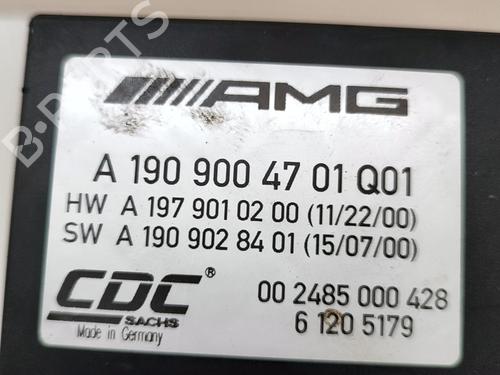 B-PARTS
AMG
A 190 900 47 01 Q01
HW A 197 901 02 00 (11/22/00)
SW A 190 902 84 01 (15/07/00)
CDC®
SACHS
Made in Germany
00 2485 000 428
6 120 5179